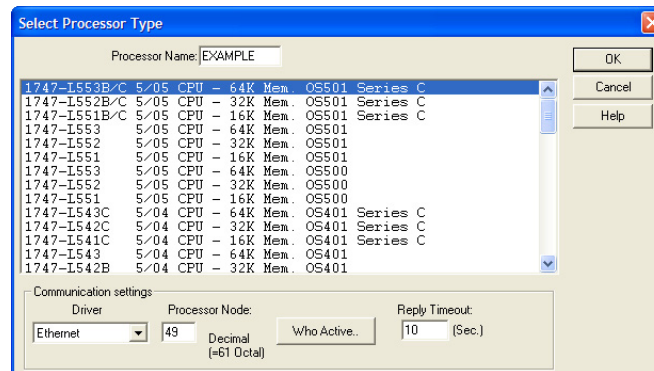 Select Processor Type
Processor Name: EXAMPLE
OK
Cancel
Help
1747-L553B/C 5/05 CPU - 64K Mem. OS501 Series C
1747-L552B/C 5/05 CPU - 32K Mem. OS501 Series C
1747-L551B/C 5/05 CPU - 16K Mem. OS501 Series C
1747-L553 5/05 CPU - 64K Mem. OS501
1747-L552 5/05 CPU - 32K Mem. OS501
1747-L551 5/05 CPU - 16K Mem. OS501
1747-L553 5/05 CPU - 64K Mem. OS500
1747-L552 5/05 CPU - 32K Mem. OS500
1747-L551 5/05 CPU - 16K Mem. OS500
1747-L543C 5/04 CPU - 64K Mem. OS401 Series C
1747-L542C 5/04 CPU - 32K Mem. OS401 Series C
1747-L541C 5/04 CPU - 16K Mem. OS401 Series C
1747-L543 5/04 CPU - 64K Mem. OS401
1747-L542B 5/04 CPU - 32K Mem. OS401
Communication settings
Driver Processor Node: Reply Timeout:
Ethernet 49 Decimal (=61 Octal) Who Active.. 10 (Sec.)